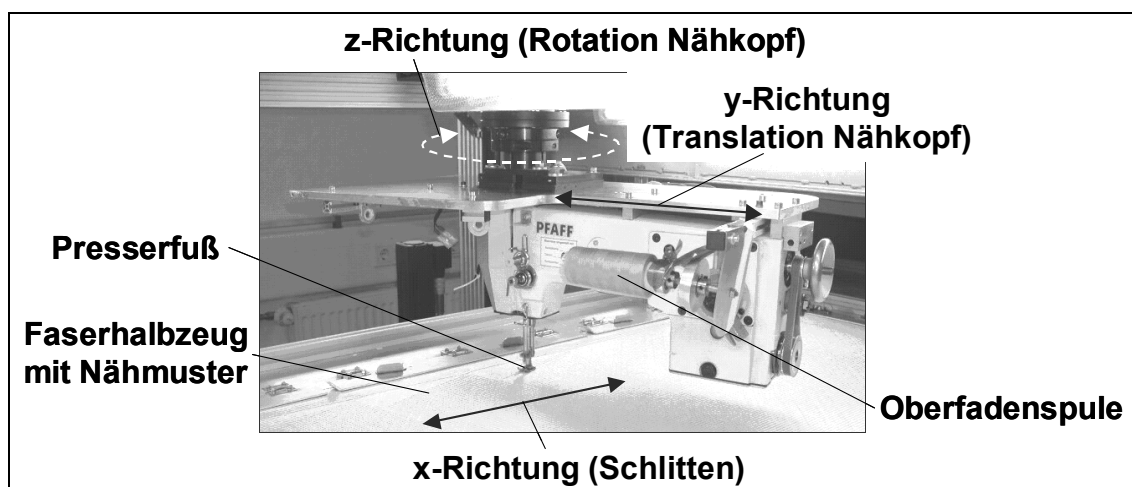 z-Richtung (Rotation Nähkopf)
y-Richtung
(Translation Nähkopf)
PFAFF
Presserfuß
Faserhalbzeug
mit Nähmuster
Oberfadenspule
x-Richtung (Schlitten)